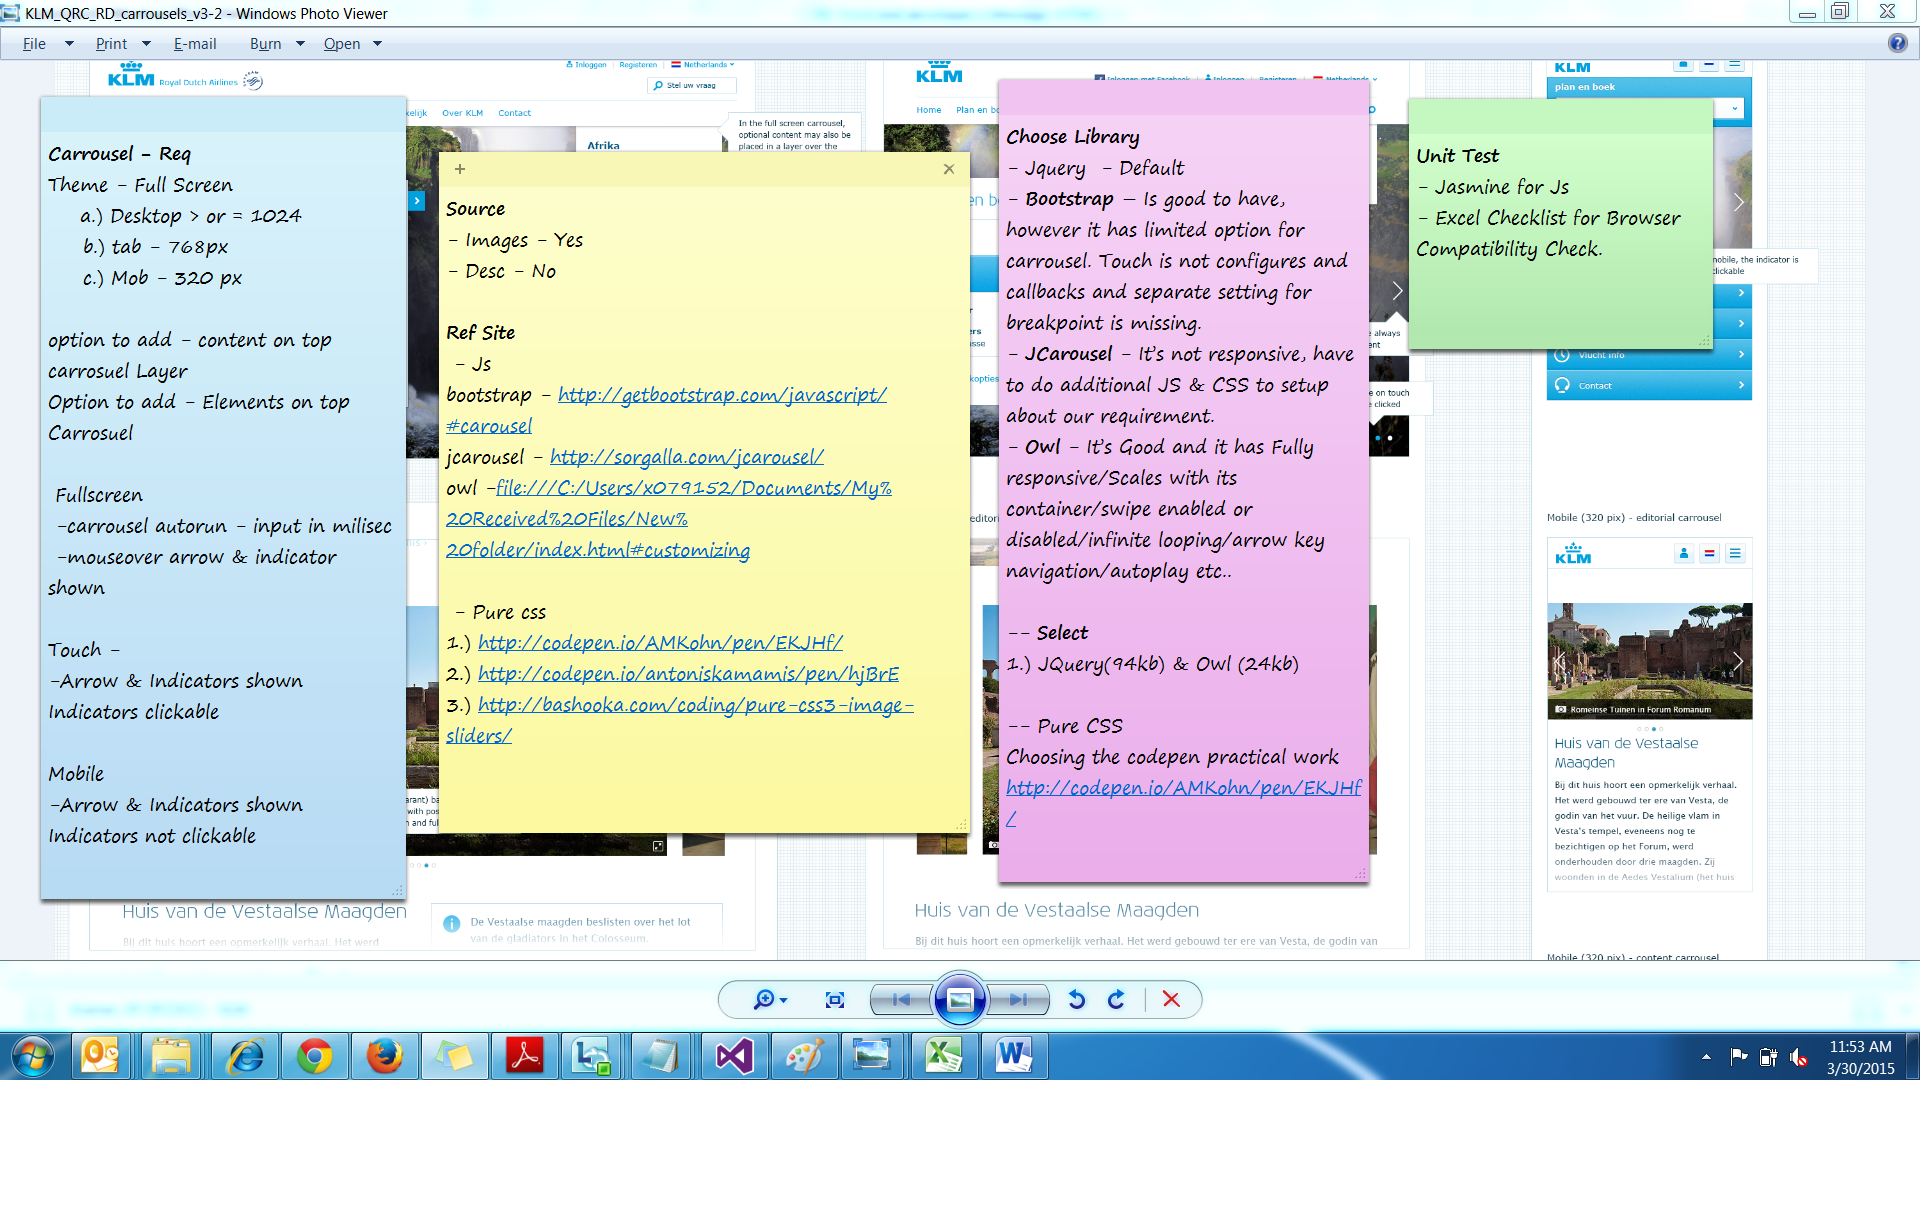 KLM_QRC_RD_carrousels_v3-2 - Windows Photo Viewer
File Print E-mail Burn Open
KLM Royal Dutch Airlines
Inloggen Registeren Netherlands
Stel uw vraag
Over KLM Contact
In the full screen carrousel,
optional content may also be
placed in a layer over the
Afrika
KLM
Inloggen met Facebook Inloggen Registeren Netherlands
Home Plan en bo
KLM
plan en boek
Carrousel - Req
Theme - Full Screen
a.) Desktop > or = 1024
b.) tab - 768px
c.) Mob - 320 px
option to add - content on top
carrosuel Layer
Option to add - Elements on top
Carrosuel
Fullscreen
-carrousel autorun - input in milisec
-mouseover arrow & indicator
shown
Touch -
-Arrow & Indicators shown
Indicators clickable
Mobile
-Arrow & Indicators shown
Indicators not clickable
Source
- Images - Yes
- Desc - No
Ref Site
- Js
bootstrap - http://getbootstrap.com/javascript/
#carousel
jcarousel - http://sorgalla.com/jcarousel/
owl -file:///C:/Users/x079152/Documents/My%
20Received%20Files/New%
20folder/index.html#customizing
- Pure css
1.) http://codepen.io/AMKohn/pen/EKJHf/
2.) http://codepen.io/antoniskamamis/pen/hjBrE
3.) http://bashooka.com/coding/pure-css3-image-
sliders/
Choose Library
- Jquery - Default
- Bootstrap – Is good to have,
however it has limited option for
carrousel. Touch is not configures and
callbacks and separate setting for
breakpoint is missing.
- JCarousel - It's not responsive, have
to do additional JS & CSS to setup
about our requirement.
- Owl - It's Good and it has Fully
responsive/Scales with its
container/swipe enabled or
disabled/infinite looping/arrow key
navigation/autoplay etc..
-- Select
1.) JQuery(94kb) & Owl (24kb)
-- Pure CSS
Choosing the codepen practical work
http://codepen.io/AMKohn/pen/EKJHf
/
Unit Test
- Jasmine for Js
- Excel Checklist for Browser
Compatibility Check.
mobile, the indicator is
clickable
always
on touch
clicked
Vlucht info
Contact
Mobile (320 pix) - editorial carrousel
KLM
Romeinse Tuinen in Forum Romanum
Huis van de Vestaalse
Maagden
Bij dit huis hoort een opmerkelijk verhaal.
Het werd gebouwd ter ere van Vesta, de
godin van het vuur. De heilige vlam in
Vesta's tempel, eveneens nog te
bezichtigen op het Forum, werd
onderhouden door drie maagden. Zij
woonden in de Aedes Vestalium (het huis
Mobile (320 pix) - content carrousel
Huis van de Vestaalse Maagden
Bij dit huis hoort een opmerkelijk verhaal. Het werd
De Vestaalse maagden beslisten over het lot
van de gladiators in het Colosseum.
Huis van de Vestaalse Maagden
Bij dit huis hoort een opmerkelijk verhaal. Het werd gebouwd ter ere van Vesta, de godin van
11:53 AM
3/30/2015